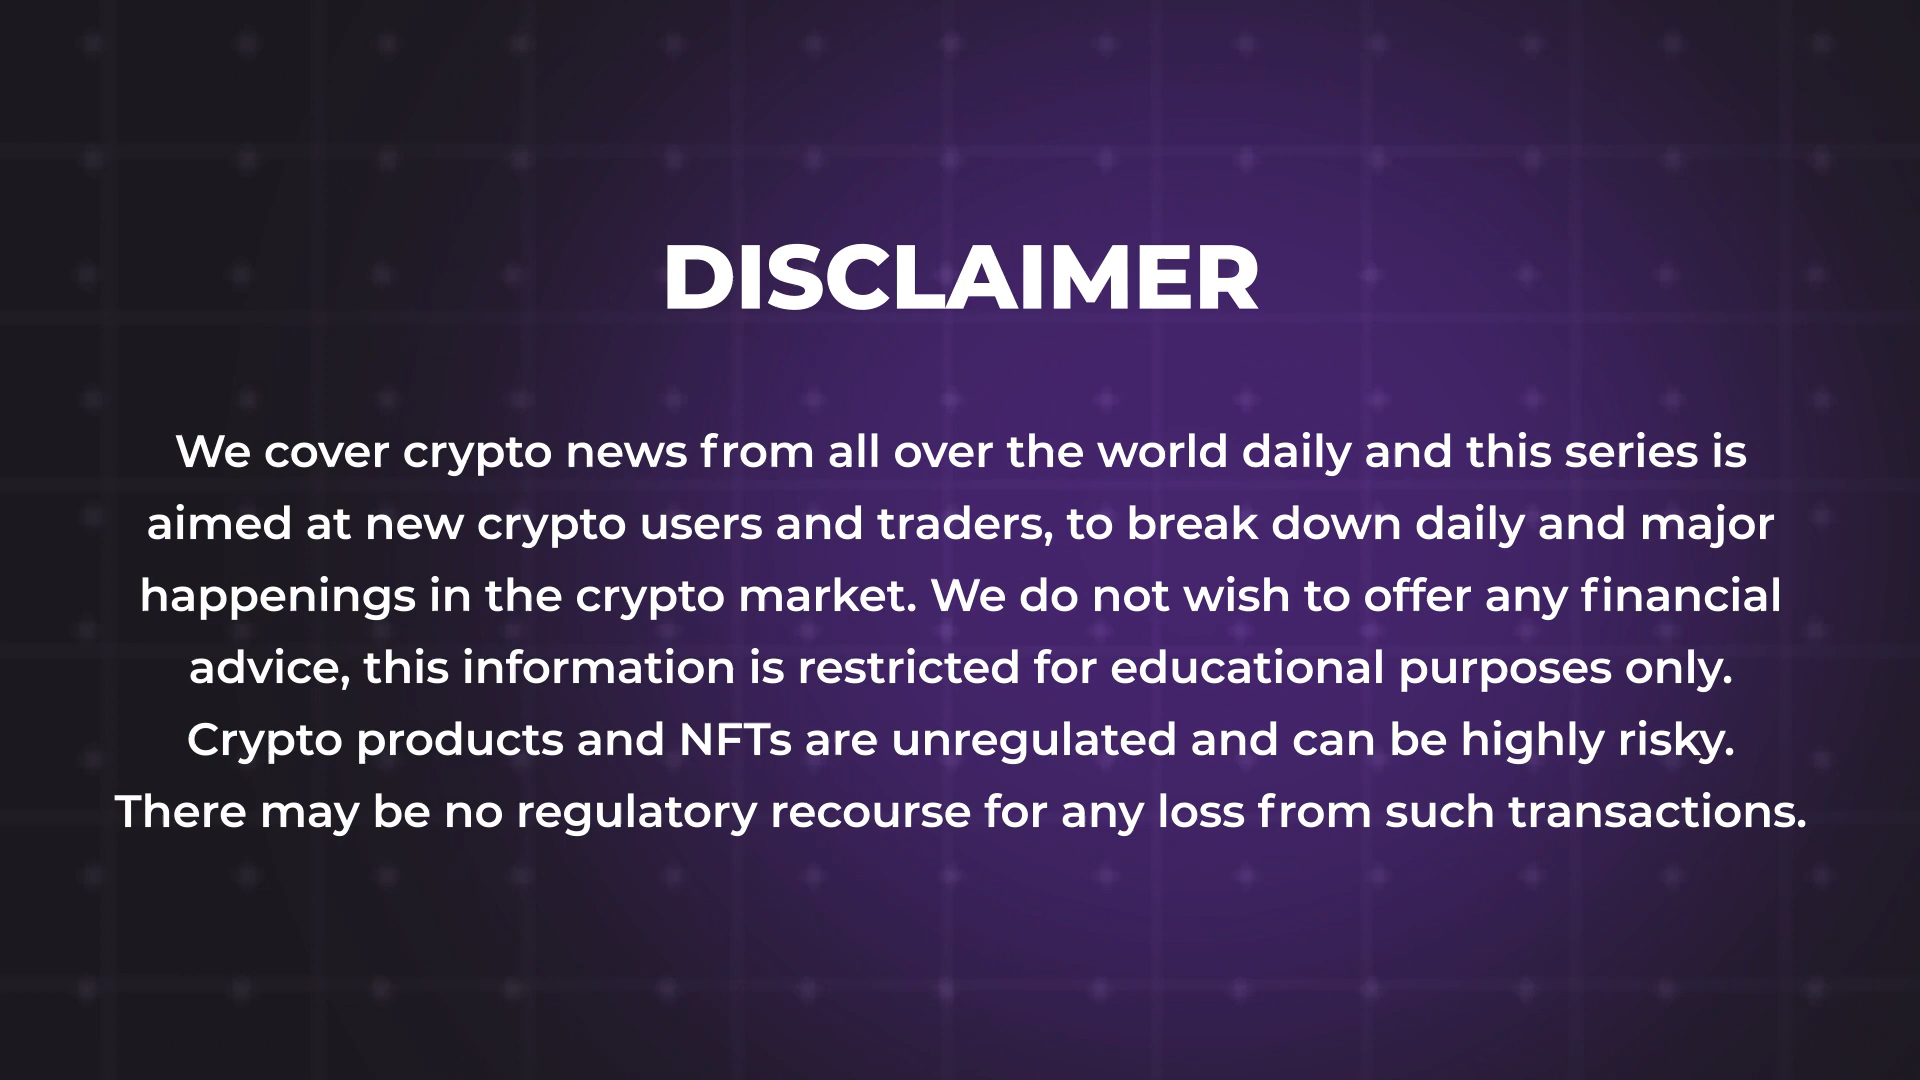 DISCLAIMER
We cover crypto news from all over the world daily and this series is
aimed at new crypto users and traders, to break down daily and major
happenings in the crypto market. We do not wish to offer any financial
advice, this information is restricted for educational purposes only.
Crypto products and NFTs are unregulated and can be highly risky.
There may be no regulatory recourse for any loss from such transactions.